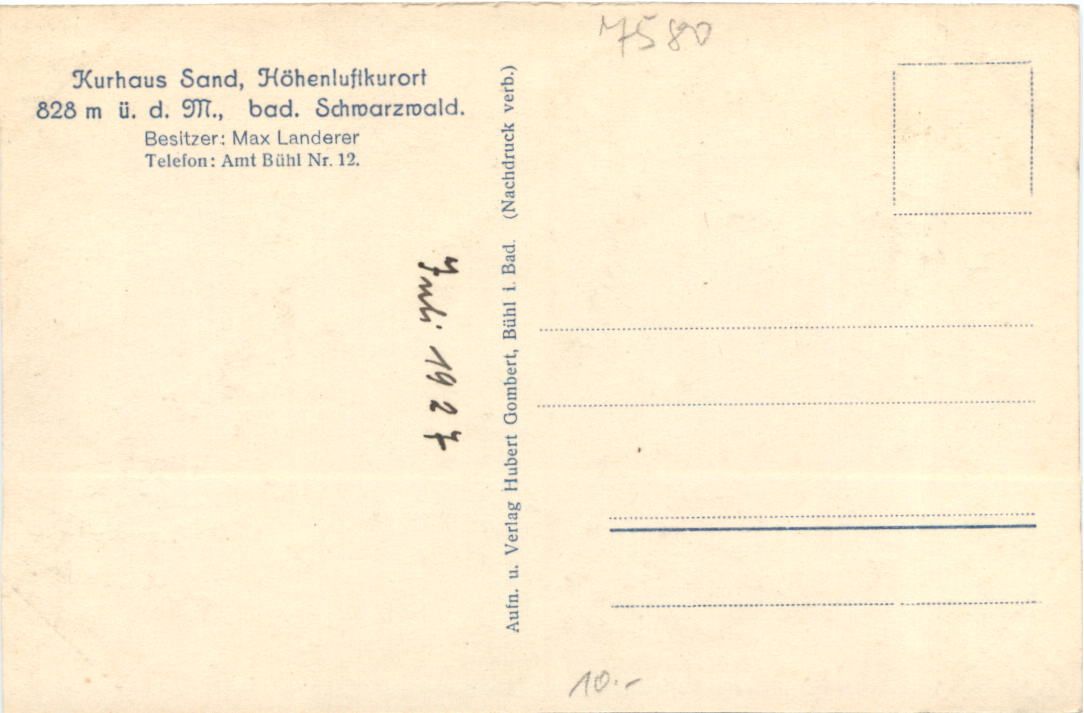 7580
Kurhaus Sand, Höhenluftkurort
828 m ü. d. M., bad. Schwarzwald.
Besitzer: Max Landerer
Telefon: Amt Bühl Nr. 12.
Juli 1927
Aufn. u. Verlag Hubert Gombert, Bühl i. Bad. (Nachdruck verb.)
10.-